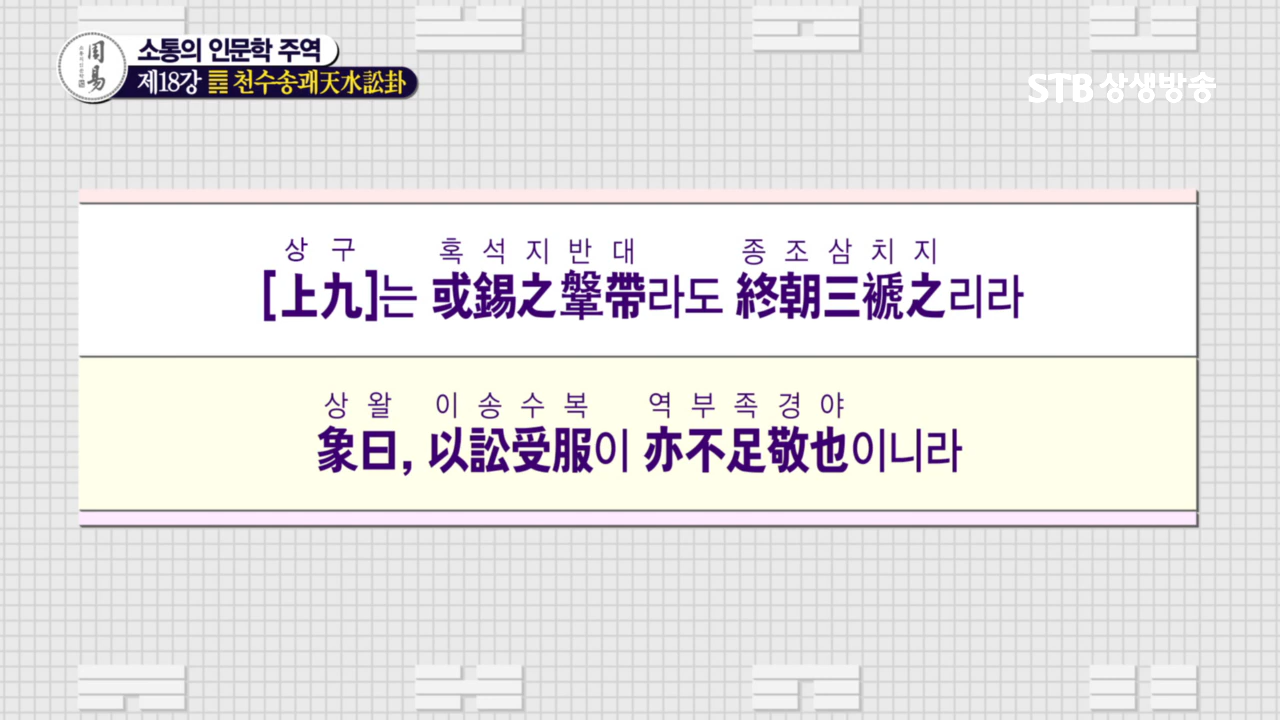 周易
소통의 인문학 주역
제18강 ䷅ 천수송괘天水訟卦
STB 상생방송
상 구 혹 석 지 반 대 종 조 삼 치 지
[上九]는 或錫之鞶帶라도 終朝三褫之리라
상 왈 이 송 수 복 역 부 족 경 야
象曰, 以訟受服이 亦不足敬也이니라